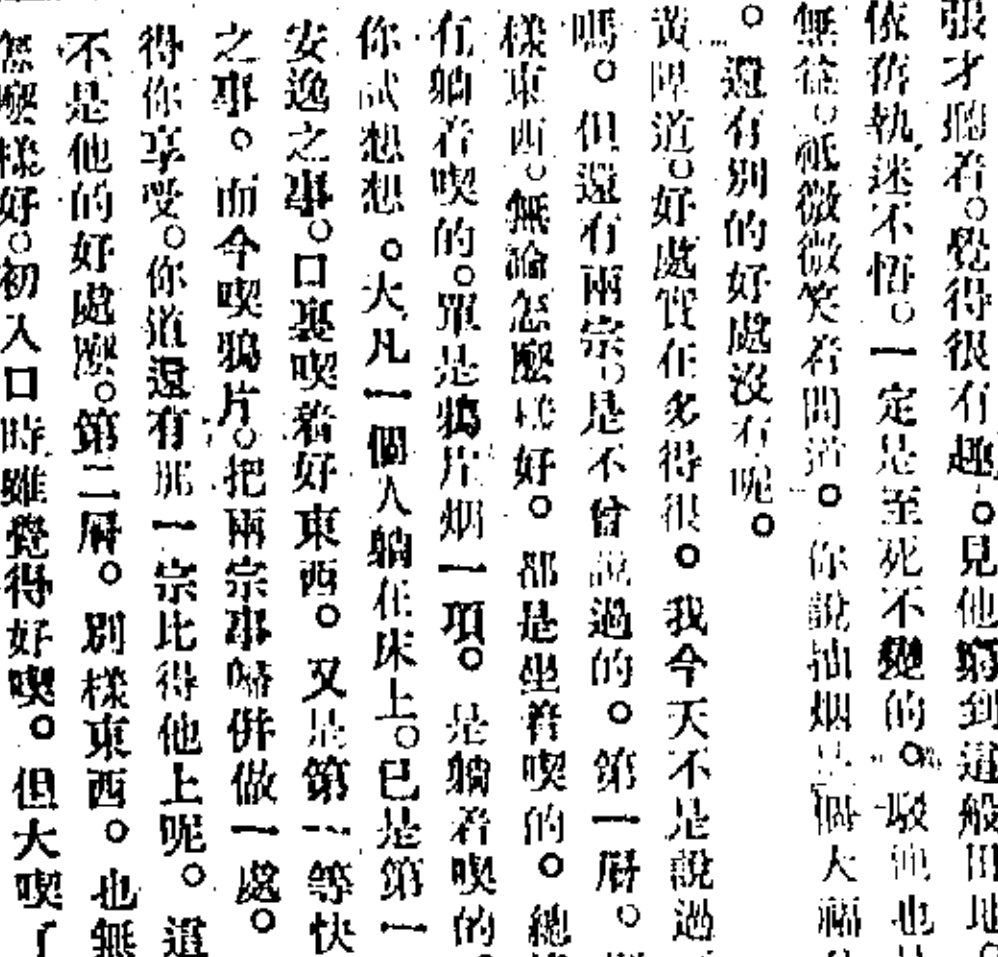 張才聽着。覺得很有趣。見他窮到這般田地。
依舊執迷不悟。一定是至死不變的。駁他也
無益。祗微微笑着問道。你說抽烟是個大福
。還有別的好處沒有呢。
黃陞道。好處實在多得很。我今天不是說過
嗎。但還有兩宗。是不曾說過的。第一層。
樣東西。無論怎麼樣好。都是坐着喫的。總
有躺着喫的。單是鴉片烟一項。是躺着喫的
你試想想。大凡一個人躺在床上。已是第一
安逸之事。口裏喫着好東西。又是第一等快
之事。而今喫鴉片。把兩宗事歸併做一處。
得你享受。你道還有那一宗比得他上呢。這
不是他的好處麼。第二層。別樣東西。也無
怎麼樣好。初入口時雖覺得好喫。但大喫了